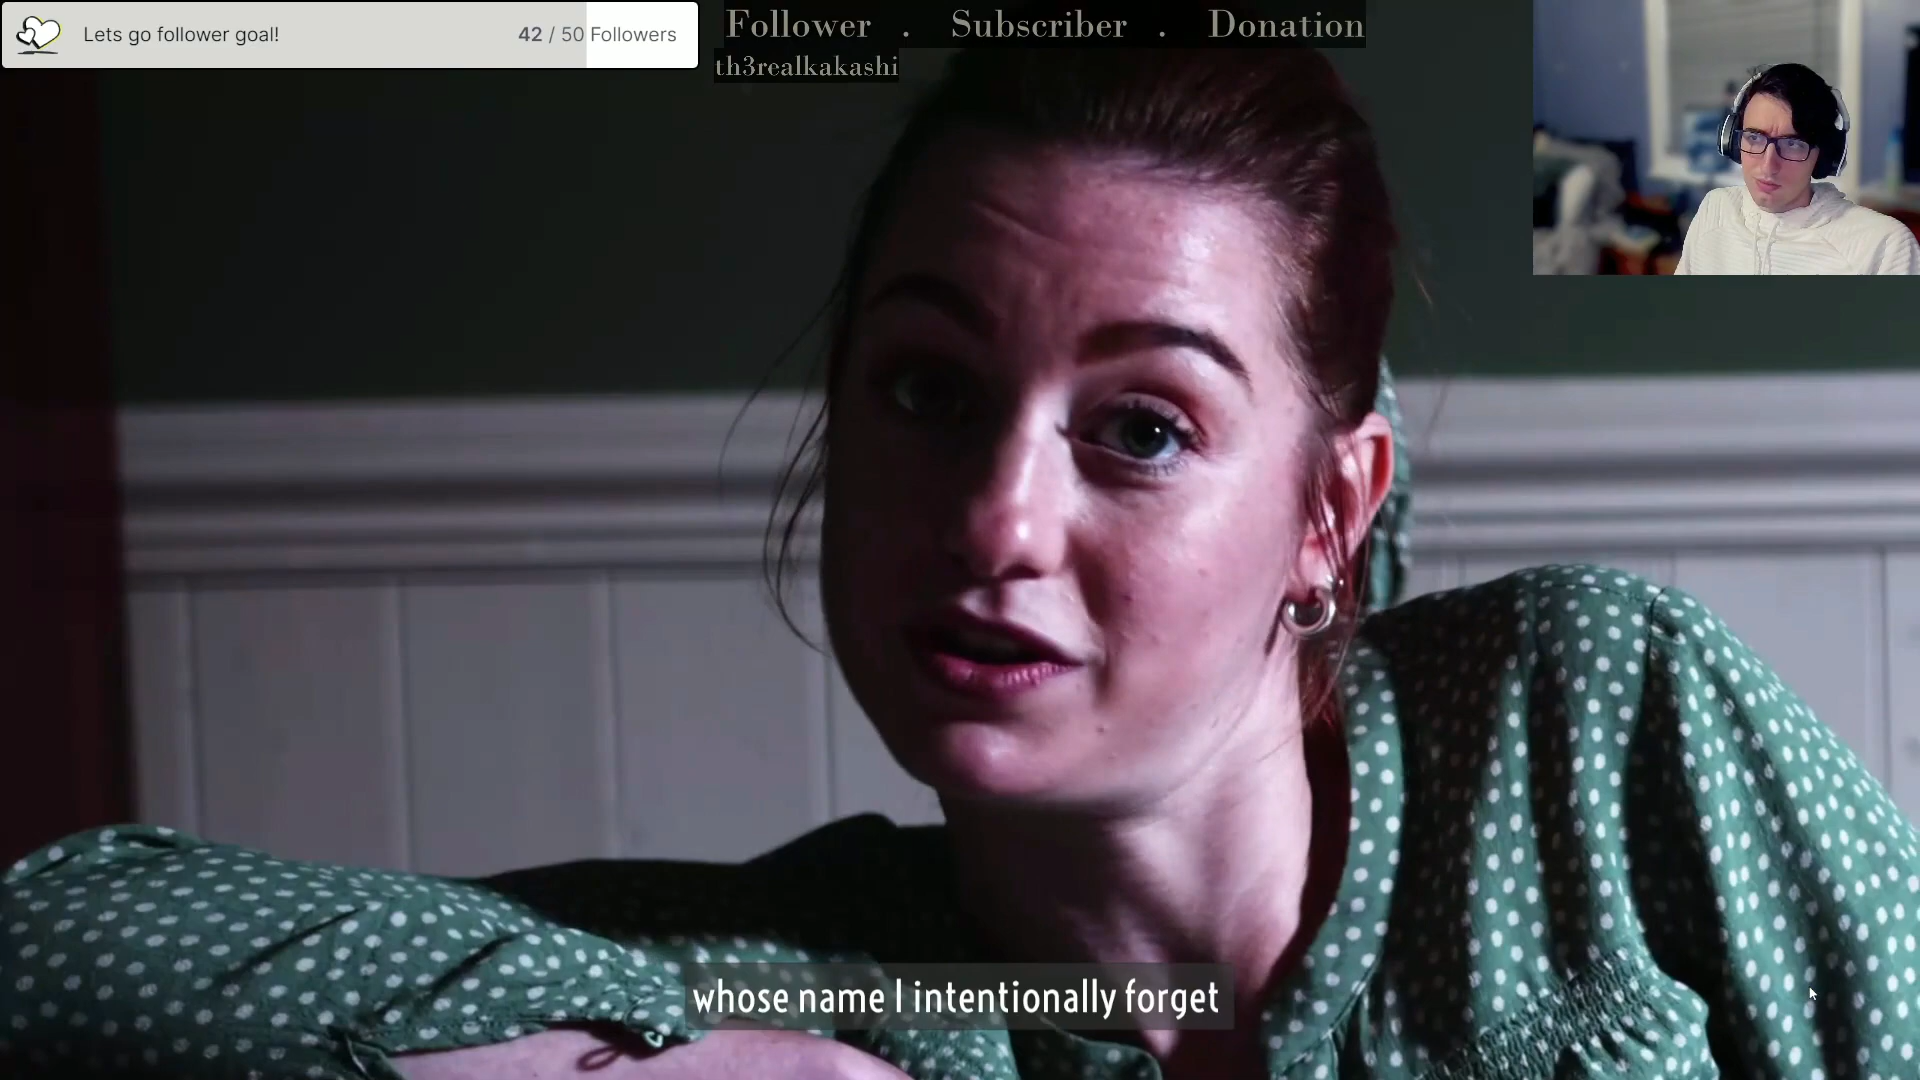 Lets go follower goal!
42 / 50 Followers
Follower . Subscriber . Donation
th3realkakashi
whose name I intentionally forget